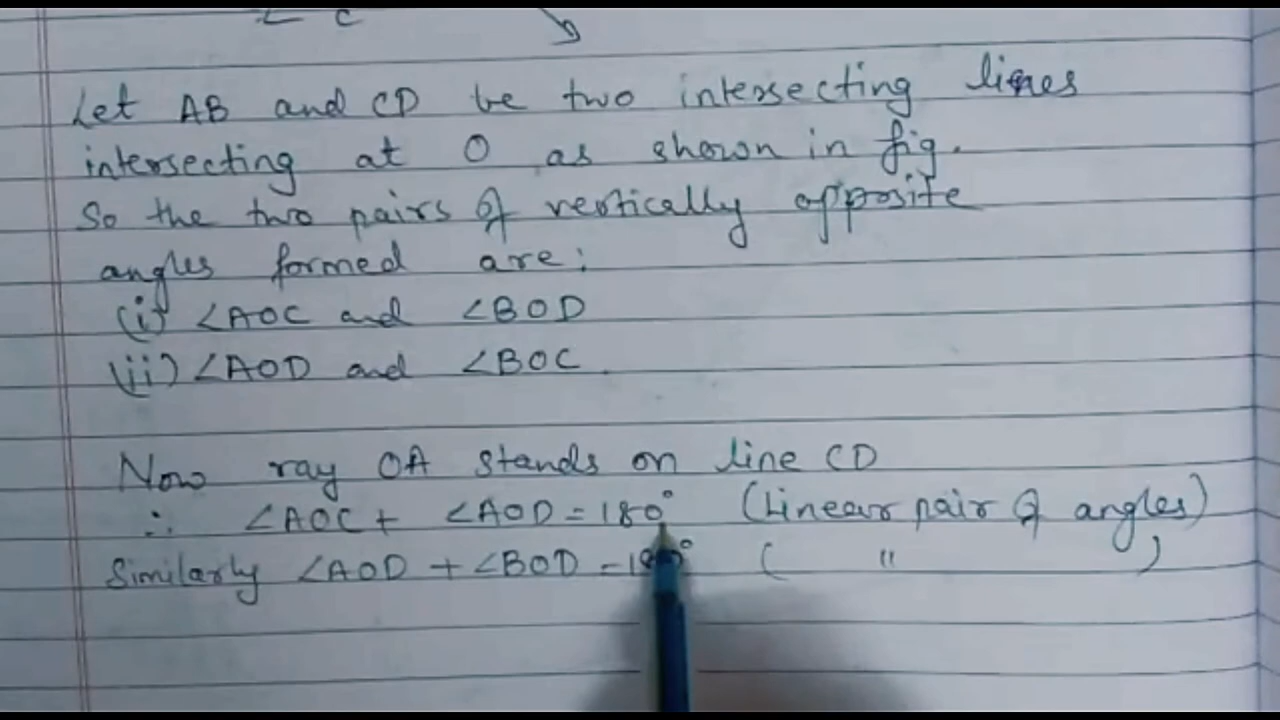 C
Let AB and CD be two intersecting lines
intersecting at O as shown in fig.
So the two pairs of vertically opposite
angles formed are:
(i) ∠AOC and ∠BOD
(ii) ∠AOD and ∠BOC.
Now ray OA stands on line CD
∴ ∠AOC + ∠AOD = 180° (Linear pair of angles)
Similarly ∠AOD + ∠BOD = 180° ( " )